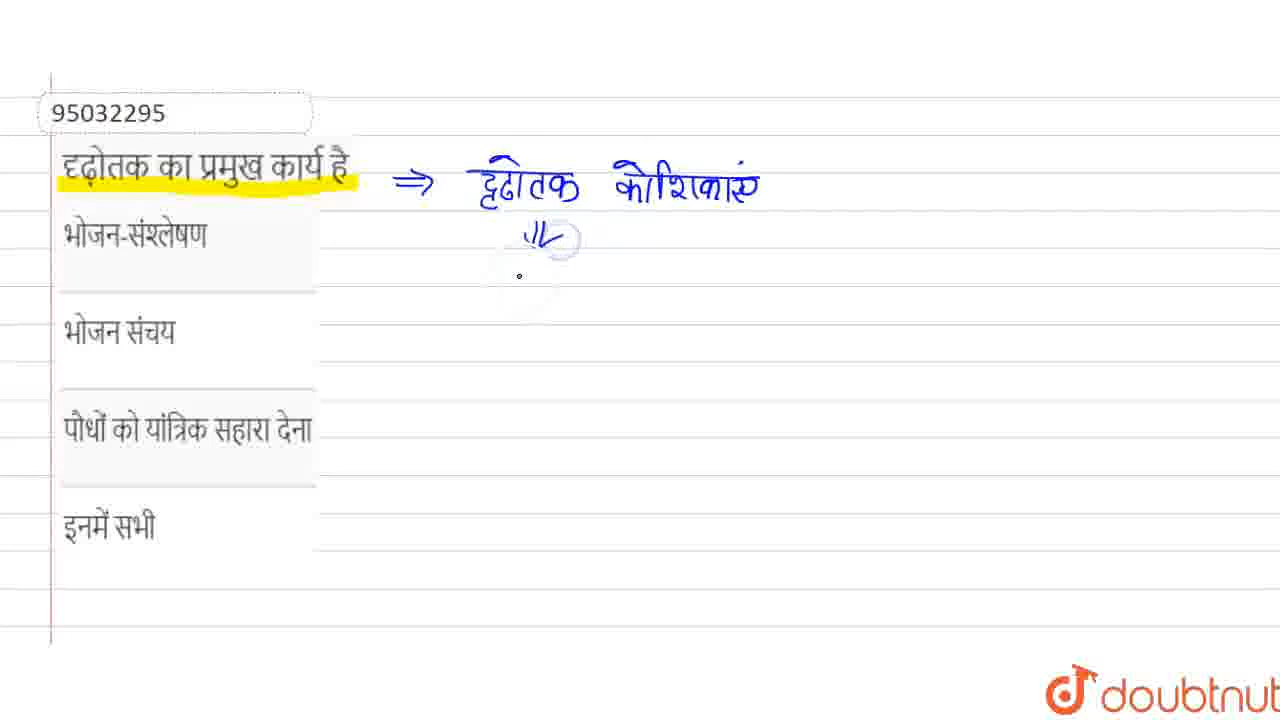 95032295
दृढ़ोतक का प्रमुख कार्य है
⇒ दृढोतक कोशिकाएं
भोजन-संश्लेषण
भोजन संचय
पौधों को यांत्रिक सहारा देना
इनमें सभी
doubtnut